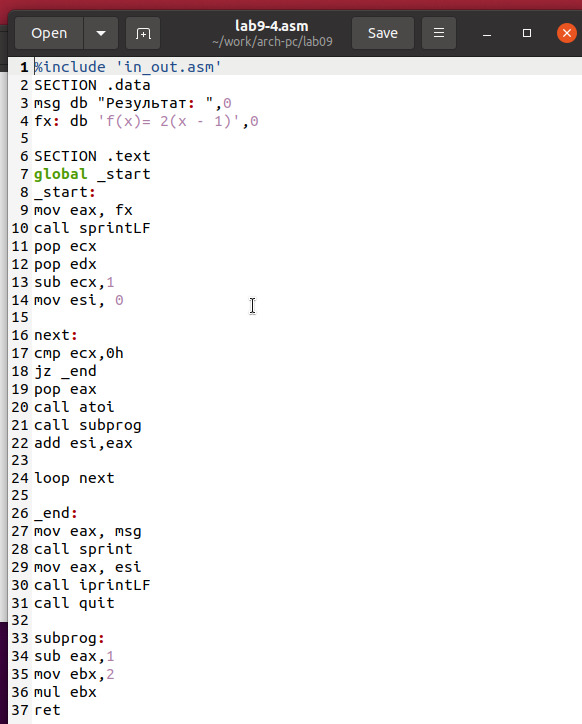 Open
lab9-4.asm
~/work/arch-pc/lab09
Save
1 %include 'in_out.asm'
2 SECTION .data
3 msg db "Результат: ",0
4 fx: db 'f(x)= 2(x - 1)',0
5
6 SECTION .text
7 global _start
8 _start:
9 mov eax, fx
10 call sprintLF
11 pop ecx
12 pop edx
13 sub ecx,1
14 mov esi, 0
15
16 next:
17 cmp ecx,0h
18 jz _end
19 pop eax
20 call atoi
21 call subprog
22 add esi,eax
23
24 loop next
25
26 _end:
27 mov eax, msg
28 call sprint
29 mov eax, esi
30 call iprintLF
31 call quit
32
33 subprog:
34 sub eax,1
35 mov ebx,2
36 mul ebx
37 ret